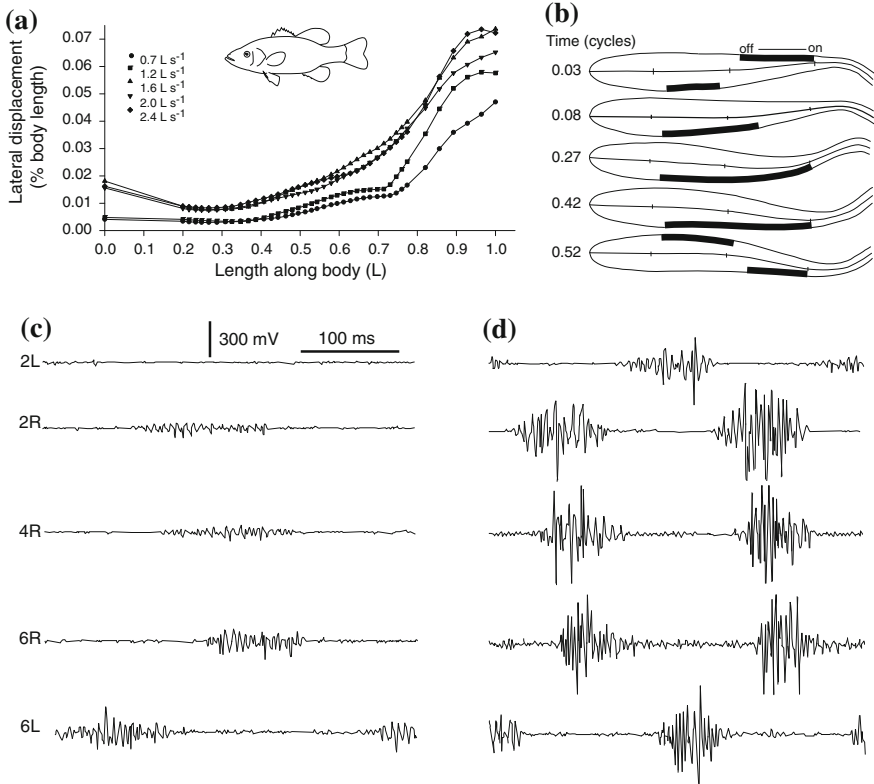 (a)
0.07
0.06
0.05
0.04
0.03
0.02
0.01
0.00
Lateral displacement
(% body length)
0.7 L s-1
1.2 L s-1
1.6 L s-1
2.0 L s-1
2.4 L s-1
0.0 0.1 0.2 0.3 0.4 0.5 0.6 0.7 0.8 0.9 1.0
Length along body (L)
(b)
Time (cycles)
off on
0.03
0.08
0.27
0.42
0.52
(c)
300 mV
100 ms
2L
2R
4R
6R
6L
(d)